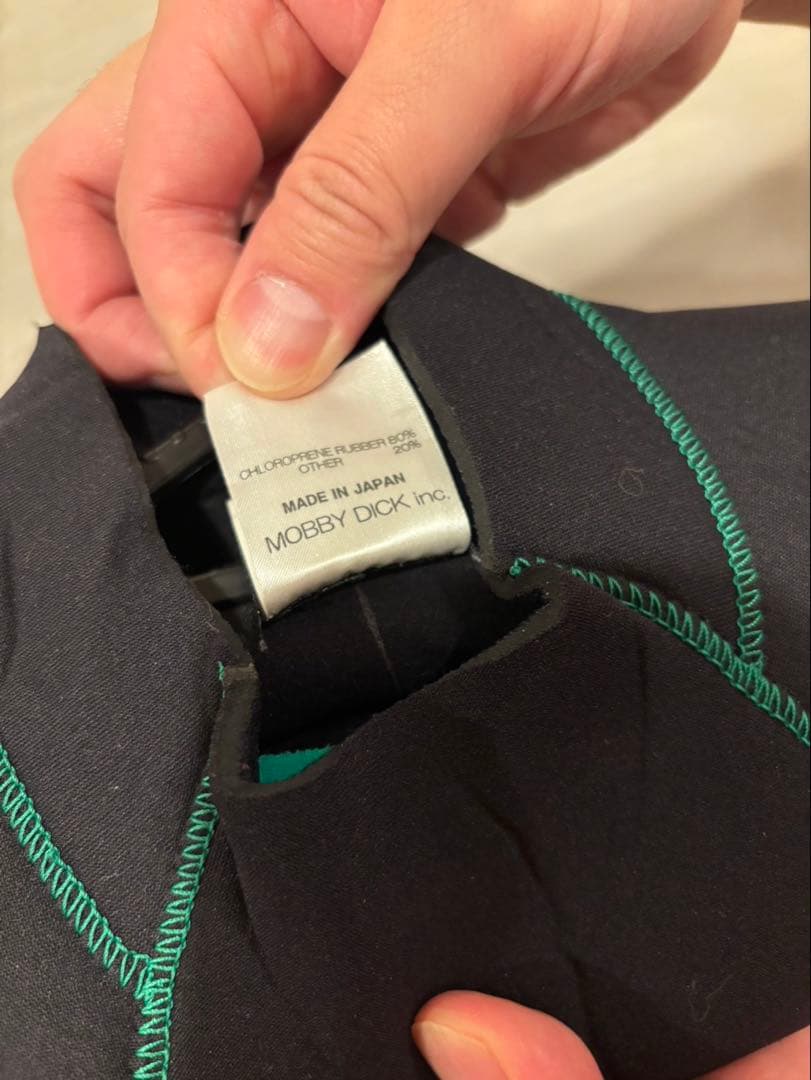 CHLOROPRENE RUBBER 80%
OTHER 20%
MADE IN JAPAN
MOBBY DICK inc.